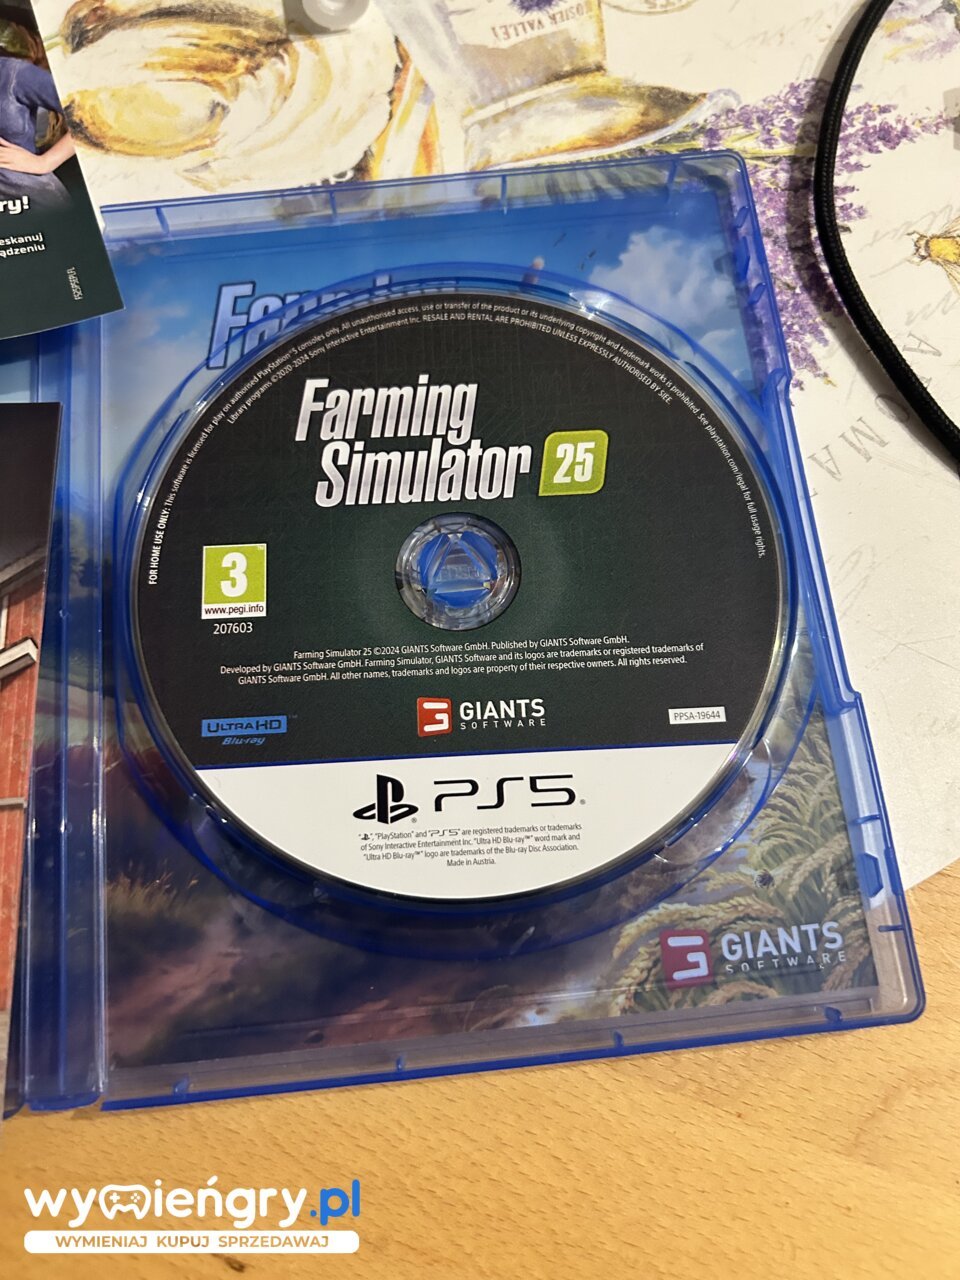 ry!
eskanuj
ądzeniu
OSIER VALLEY
Farming
FOR HOME USE ONLY: This software is licensed for play on authorised PlayStation®5 consoles only. All unauthorised access, use or transfer of the product or its underlying copyright and trademark works is prohibited. See playstation.com/legal for full usage rights.
Library programs ©2020-2024 Sony Interactive Entertainment Inc. RESALE AND RENTAL ARE PROHIBITED UNLESS EXPRESSLY AUTHORISED BY SIEE.
Farming
Simulator 25
3
www.pegi.info
207603
PUSH
Farming Simulator 25 ©2024 GIANTS Software GmbH. Published by GIANTS Software GmbH.
Developed by GIANTS Software GmbH. Farming Simulator, GIANTS Software and its logos are trademarks or registered trademarks of
GIANTS Software GmbH. All other names, trademarks and logos are property of their respective owners. All rights reserved.
ULTRA HD™
Blu-ray
GIANTS
SOFTWARE
PPSA-19644
PS5®
"PlayStation" and "PS5" are registered trademarks or trademarks
of Sony Interactive Entertainment Inc. "Ultra HD Blu-ray™" word mark and
"Ultra HD Blu-ray™" logo are trademarks of the Blu-ray Disc Association.
Made in Austria.
GIANTS
SOFTWARE
wymieńgry.pl
WYMIENIAJ KUPUJ SPRZEDAWAJ